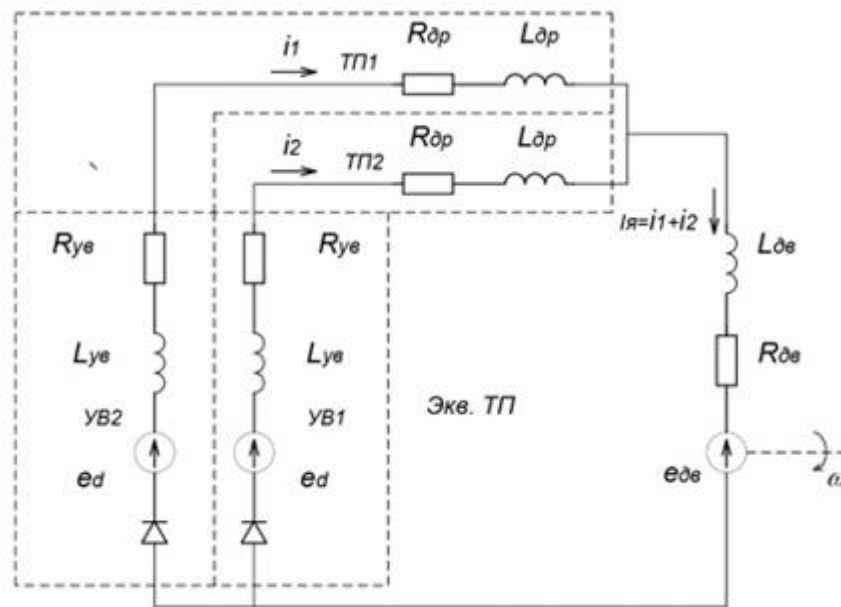 i1 ТП1 Rдр Lдр
i2 ТП2 Rдр Lдр
Rув Rув Iя=i1+i2 Lдв
Lув Lув Rдв
УВ2 УВ1 Экв. ТП
ed ed eдв ω